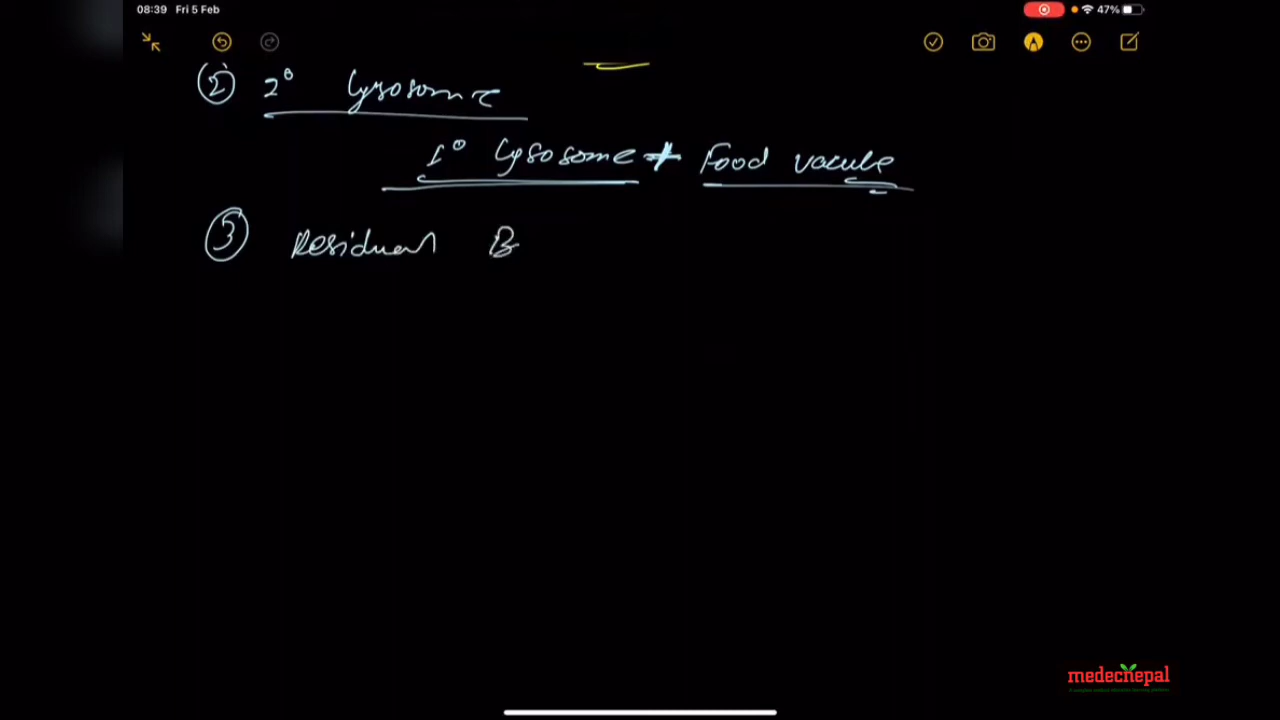 08:39 Fri 5 Feb 47%
② 2° Lysosome
1° Lysosome + Food vacule
③ Residual B
medecnepal